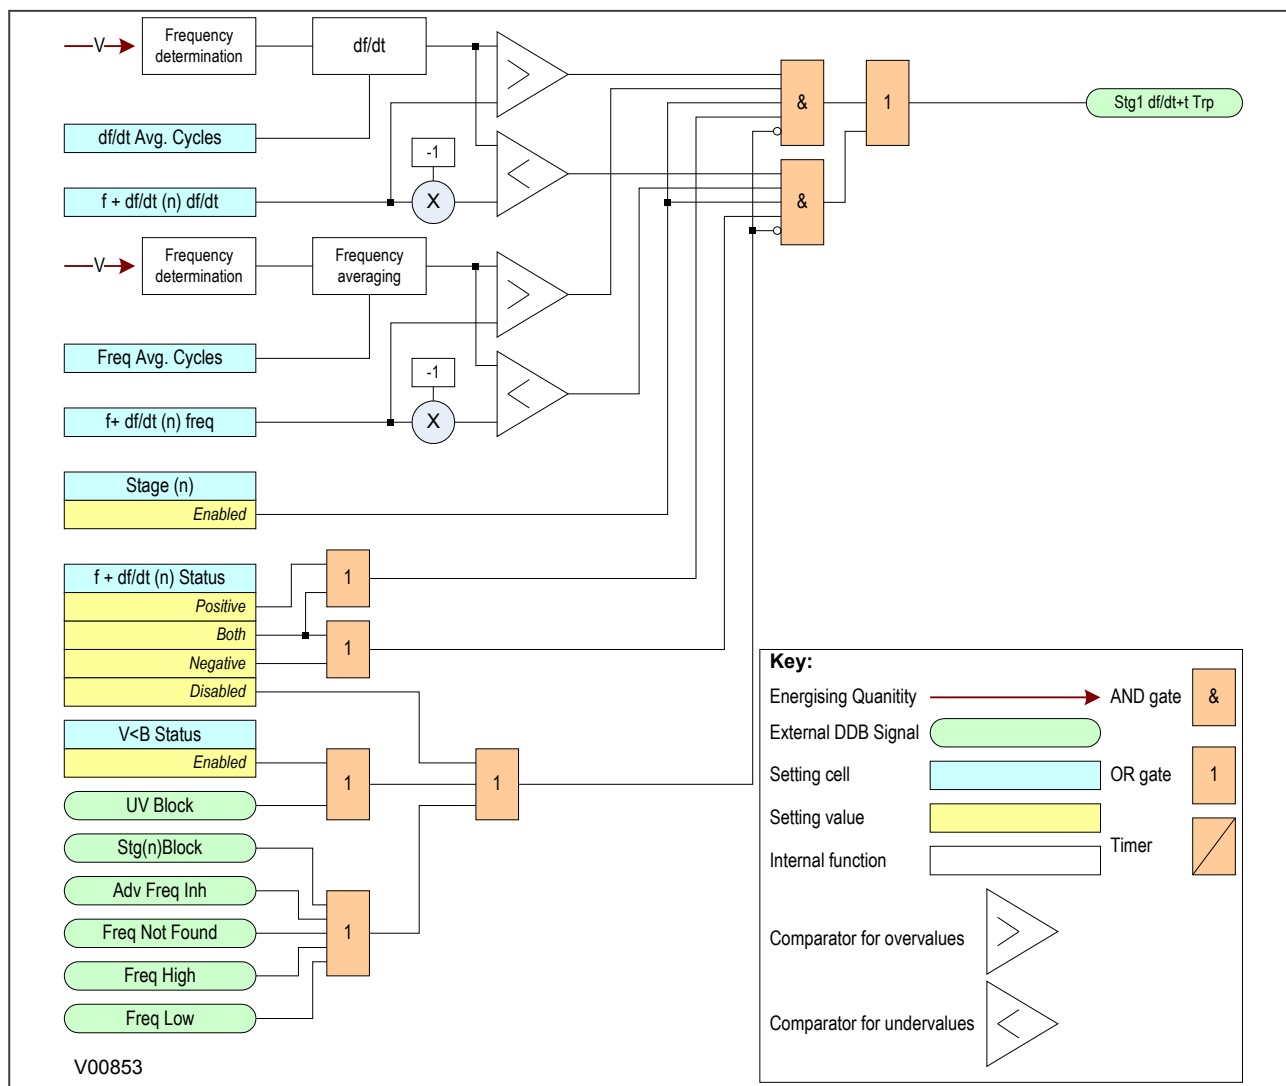 V
Frequency
determination
df/dt
df/dt Avg. Cycles
f + df/dt (n) df/dt
-1
X
>
<
&
1
Stg1 df/dt+t Trp
&
V
Frequency
determination
Frequency
averaging
Freq Avg. Cycles
f+ df/dt (n) freq
-1
X
>
<
Stage (n)
Enabled
f + df/dt (n) Status
Positive
Both
Negative
Disabled
1
1
V<B Status
Enabled
UV Block
1
1
Stg(n)Block
Adv Freq Inh
Freq Not Found
Freq High
Freq Low
1
Key:
Energising Quanitity
AND gate
&
External DDB Signal
Setting cell
OR gate
1
Setting value
Internal function
Timer
Comparator for overvalues
>
Comparator for undervalues
<
V00853